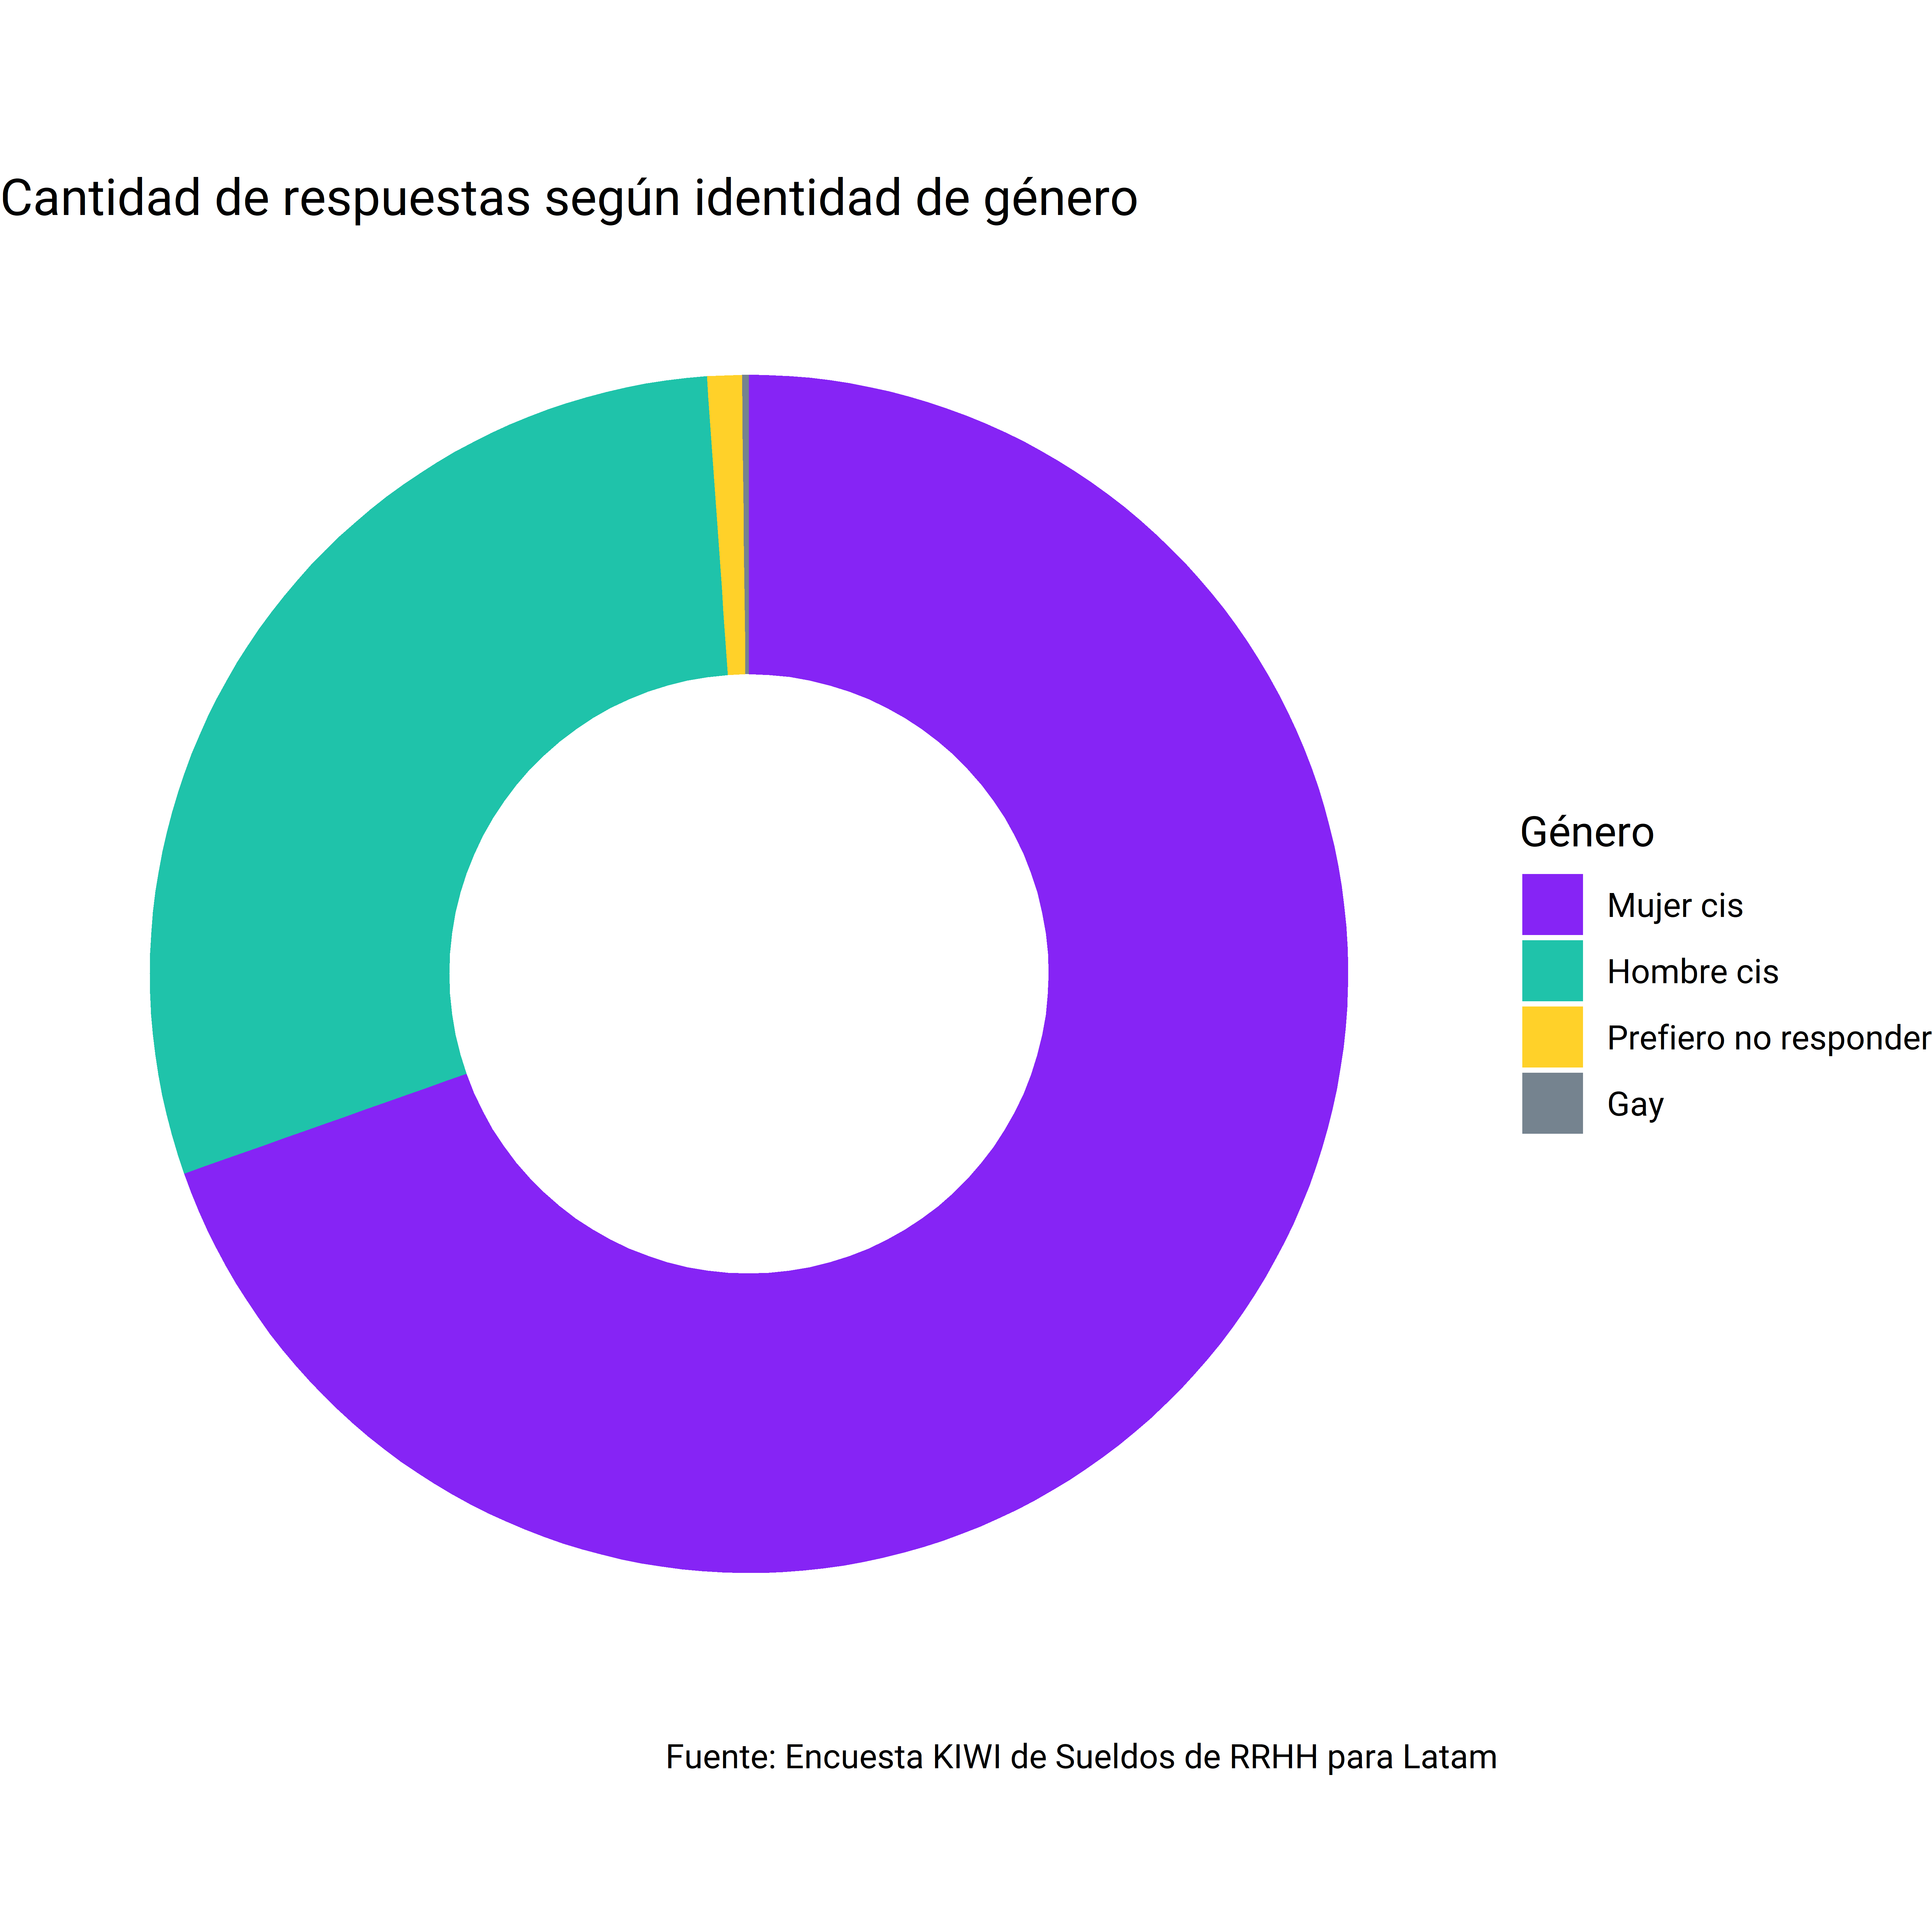 Cantidad de respuestas según identidad de género
Género
Mujer cis
Hombre cis
Prefiero no responder
Gay
Fuente: Encuesta KIWI de Sueldos de RRHH para Latam